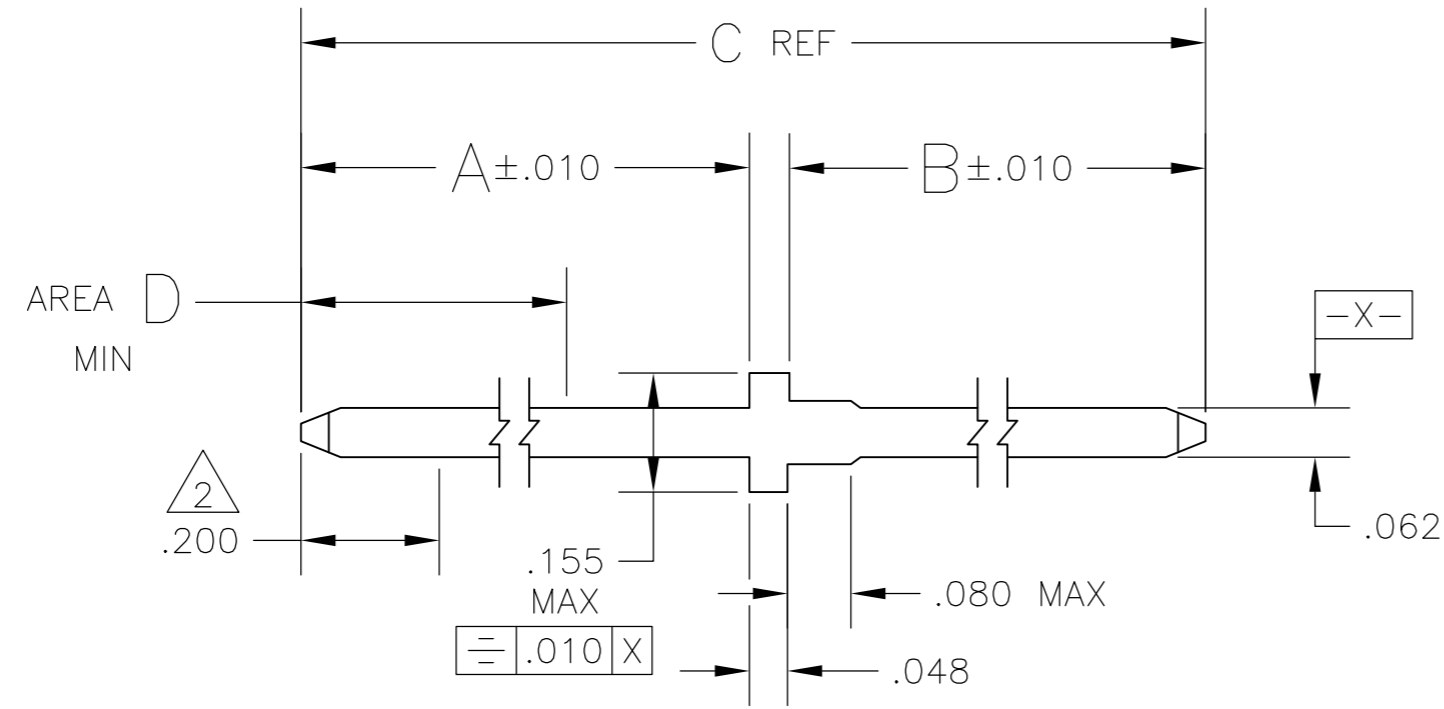 C REF
A±.010
B±.010
AREA D
MIN
-X-
2
.200
.155
MAX
⌯ .010 X
.062
.080 MAX
.048